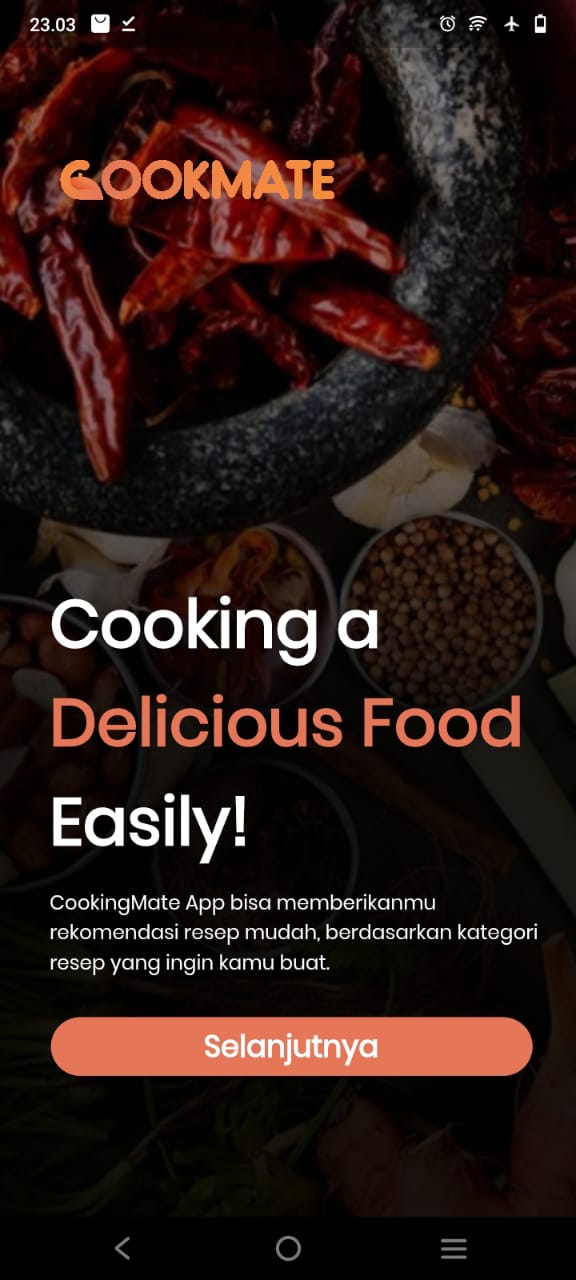 23.03
COOKMATE
Cooking a
Delicious Food
Easily!
CookingMate App bisa memberikanmu
rekomendasi resep mudah, berdasarkan kategori
resep yang ingin kamu buat.
Selanjutnya